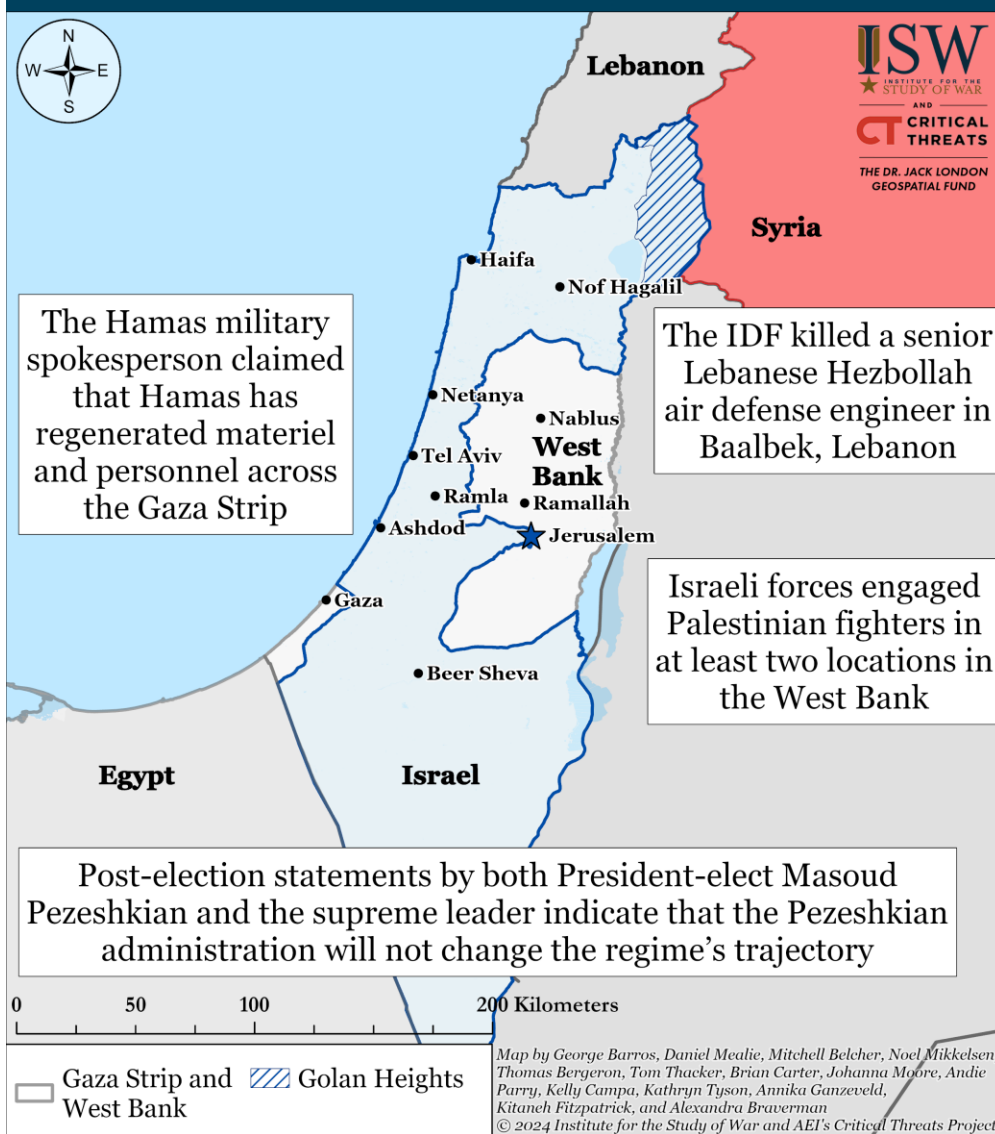 N
W
E
S
Lebanon
ISW
INSTITUTE FOR THE
STUDY OF WAR
AND
CT CRITICAL
THREATS
THE DR. JACK LONDON
GEOSPATIAL FUND
Syria
Haifa
Nof Hagalil
The Hamas military
spokesperson claimed
that Hamas has
regenerated materiel
and personnel across
the Gaza Strip
The IDF killed a senior
Lebanese Hezbollah
air defense engineer in
Baalbek, Lebanon
Netanya
Nablus
West
Bank
Tel Aviv
Ramla
Ramallah
Ashdod
Jerusalem
Gaza
Israeli forces engaged
Palestinian fighters in
at least two locations in
the West Bank
Beer Sheva
Egypt
Israel
Post-election statements by both President-elect Masoud
Pezeshkian and the supreme leader indicate that the Pezeshkian
administration will not change the regime's trajectory
0 50 100 200 Kilometers
Gaza Strip and
West Bank
Golan Heights
Map by George Barros, Daniel Mealie, Mitchell Belcher, Noel Mikkelsen
Thomas Bergeron, Tom Thacker, Brian Carter, Johanna Moore, Andie
Parry, Kelly Campa, Kathryn Tyson, Annika Ganzeveld,
Kitaneh Fitzpatrick, and Alexandra Braverman
© 2024 Institute for the Study of War and AEI's Critical Threats Project